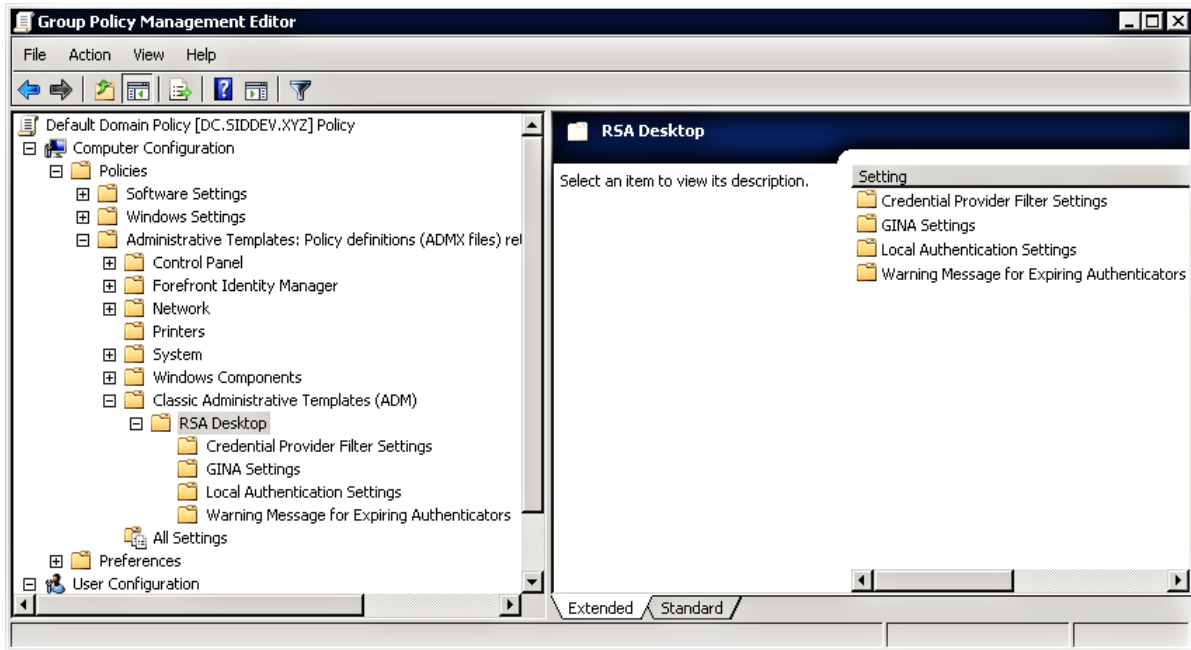 Group Policy Management Editor
File Action View Help
Default Domain Policy [DC.SIDDEV.XYZ] Policy
Computer Configuration
Policies
Software Settings
Windows Settings
Administrative Templates: Policy definitions (ADMX files) ret
Control Panel
Forefront Identity Manager
Network
Printers
System
Windows Components
Classic Administrative Templates (ADM)
RSA Desktop
Credential Provider Filter Settings
GINA Settings
Local Authentication Settings
Warning Message for Expiring Authenticators
All Settings
Preferences
User Configuration
RSA Desktop
Select an item to view its description.
Setting
Credential Provider Filter Settings
GINA Settings
Local Authentication Settings
Warning Message for Expiring Authenticators
Extended Standard